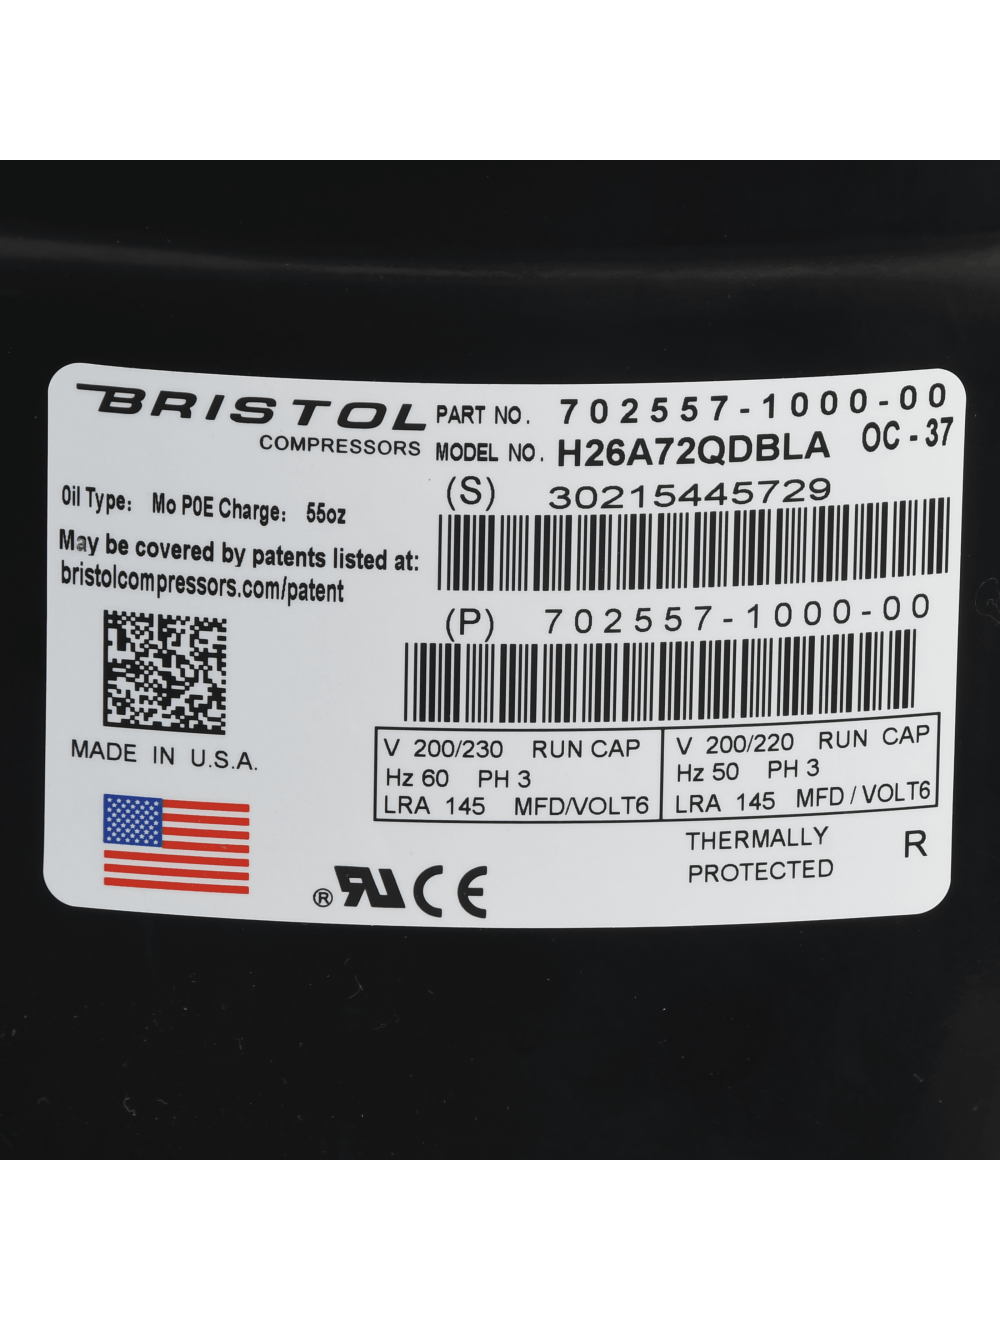 BRISTOL
COMPRESSORS
PART NO. 702557-1000-00
MODEL NO. H26A72QDBLA OC - 37
(S) 30215445729
Oil Type: Mo POE Charge: 55oz
May be covered by patents listed at:
bristolcompressors.com/patent
(P) 702557-1000-00
MADE IN U.S.A.
V 200/230 RUN CAP
Hz 60 PH 3
LRA 145 MFD/VOLT6
V 200/220 RUN CAP
Hz 50 PH 3
LRA 145 MFD / VOLT6
THERMALLY
PROTECTED
R
® RU CE